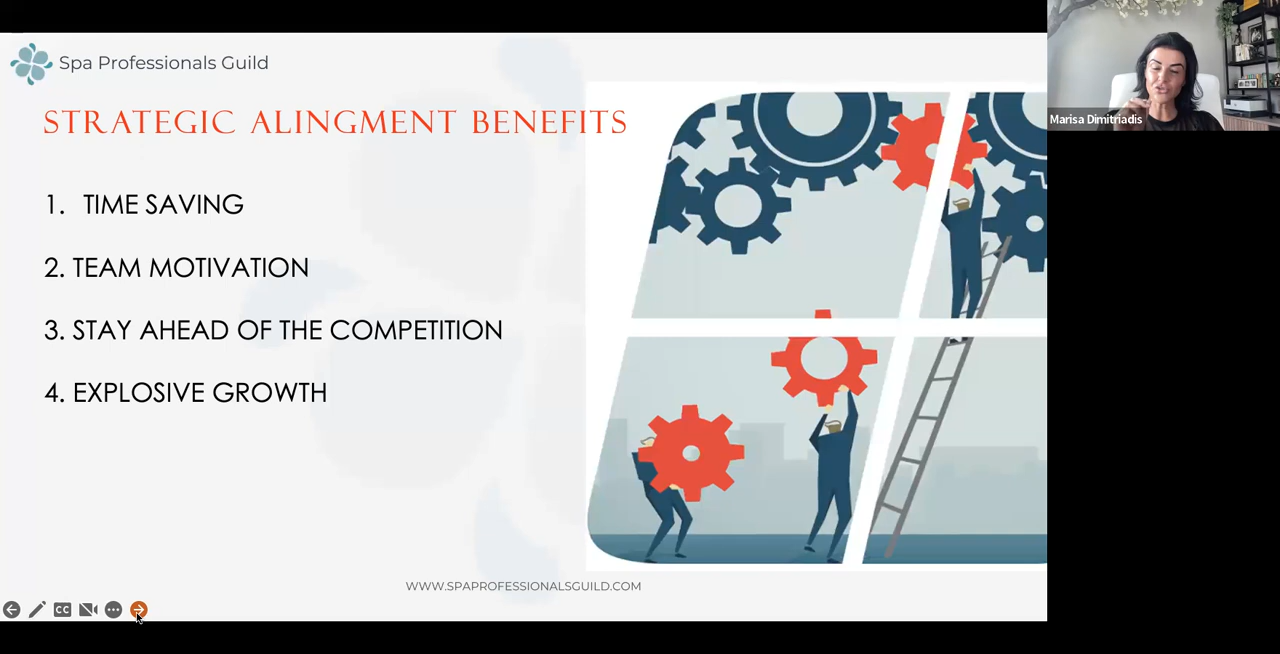 Spa Professionals Guild
STRATEGIC ALINGMENT BENEFITS
1. TIME SAVING
2. TEAM MOTIVATION
3. STAY AHEAD OF THE COMPETITION
4. EXPLOSIVE GROWTH
WWW.SPAPROFESSIONALSGUILD.COM
CC
Marisa Dimitriadis